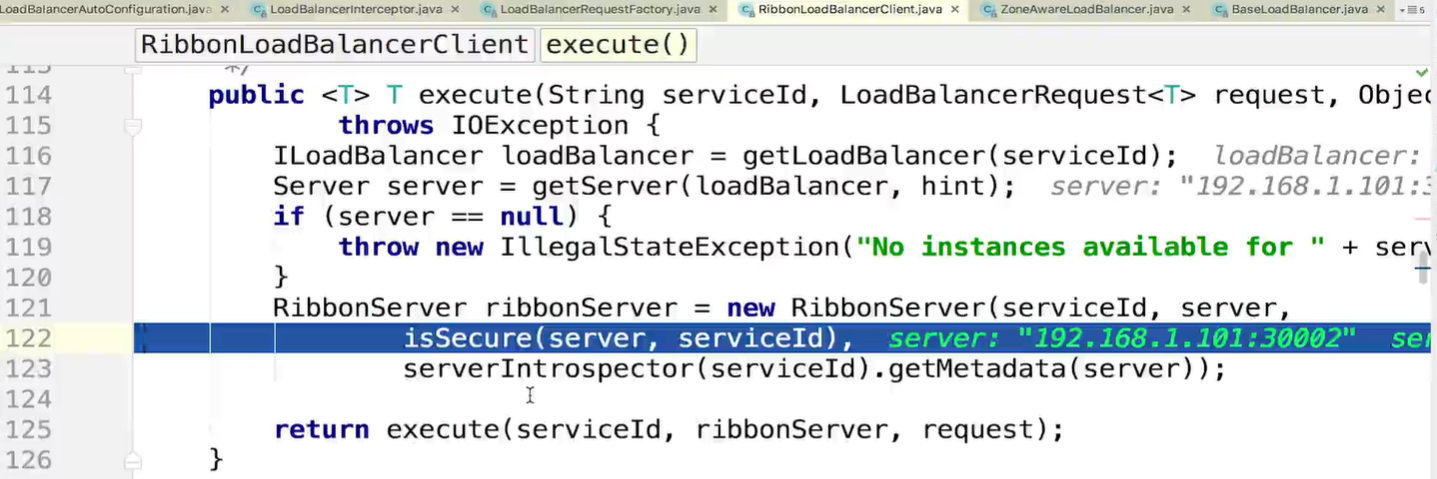 LoadBalancerAutoConfiguration.java × LoadBalancerInterceptor.java × LoadBalancerRequestFactory.java × RibbonLoadBalancerClient.java × ZoneAwareLoadBalancer.java × BaseLoadBalancer.java × 5
RibbonLoadBalancerClient execute()
113 */
114 public <T> T execute(String serviceId, LoadBalancerRequest<T> request, Objec
115 throws IOException {
116 ILoadBalancer loadBalancer = getLoadBalancer(serviceId); loadBalancer:
117 Server server = getServer(loadBalancer, hint); server: "192.168.1.101:3
118 if (server == null) {
119 throw new IllegalStateException("No instances available for " + serv
120 }
121 RibbonServer ribbonServer = new RibbonServer(serviceId, server,
122 isSecure(server, serviceId), server: "192.168.1.101:30002" ser
123 serverIntrospector(serviceId).getMetadata(server));
124
125 return execute(serviceId, ribbonServer, request);
126 }